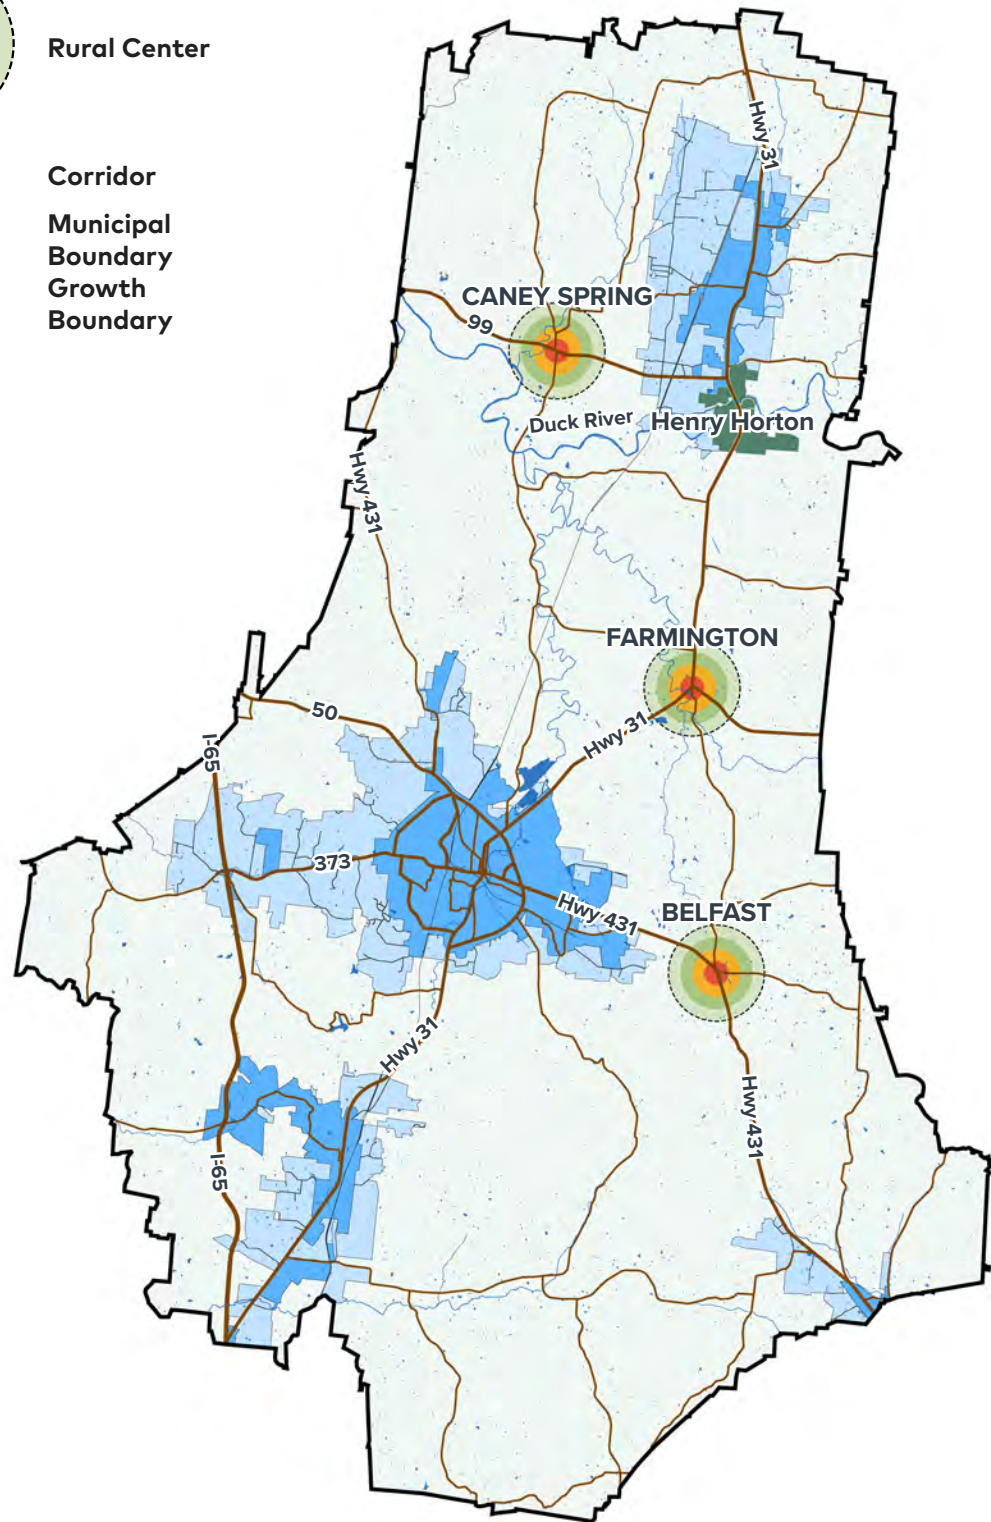 Rural Center
Corridor
Municipal
Boundary
Growth
Boundary
Hwy 31
CANEY SPRING
99
Duck River
Henry Horton
Hwy 431
FARMINGTON
50
Hwy 31
I-65
373
Hwy 431
BELFAST
Hwy 31
Hwy 431
I-65